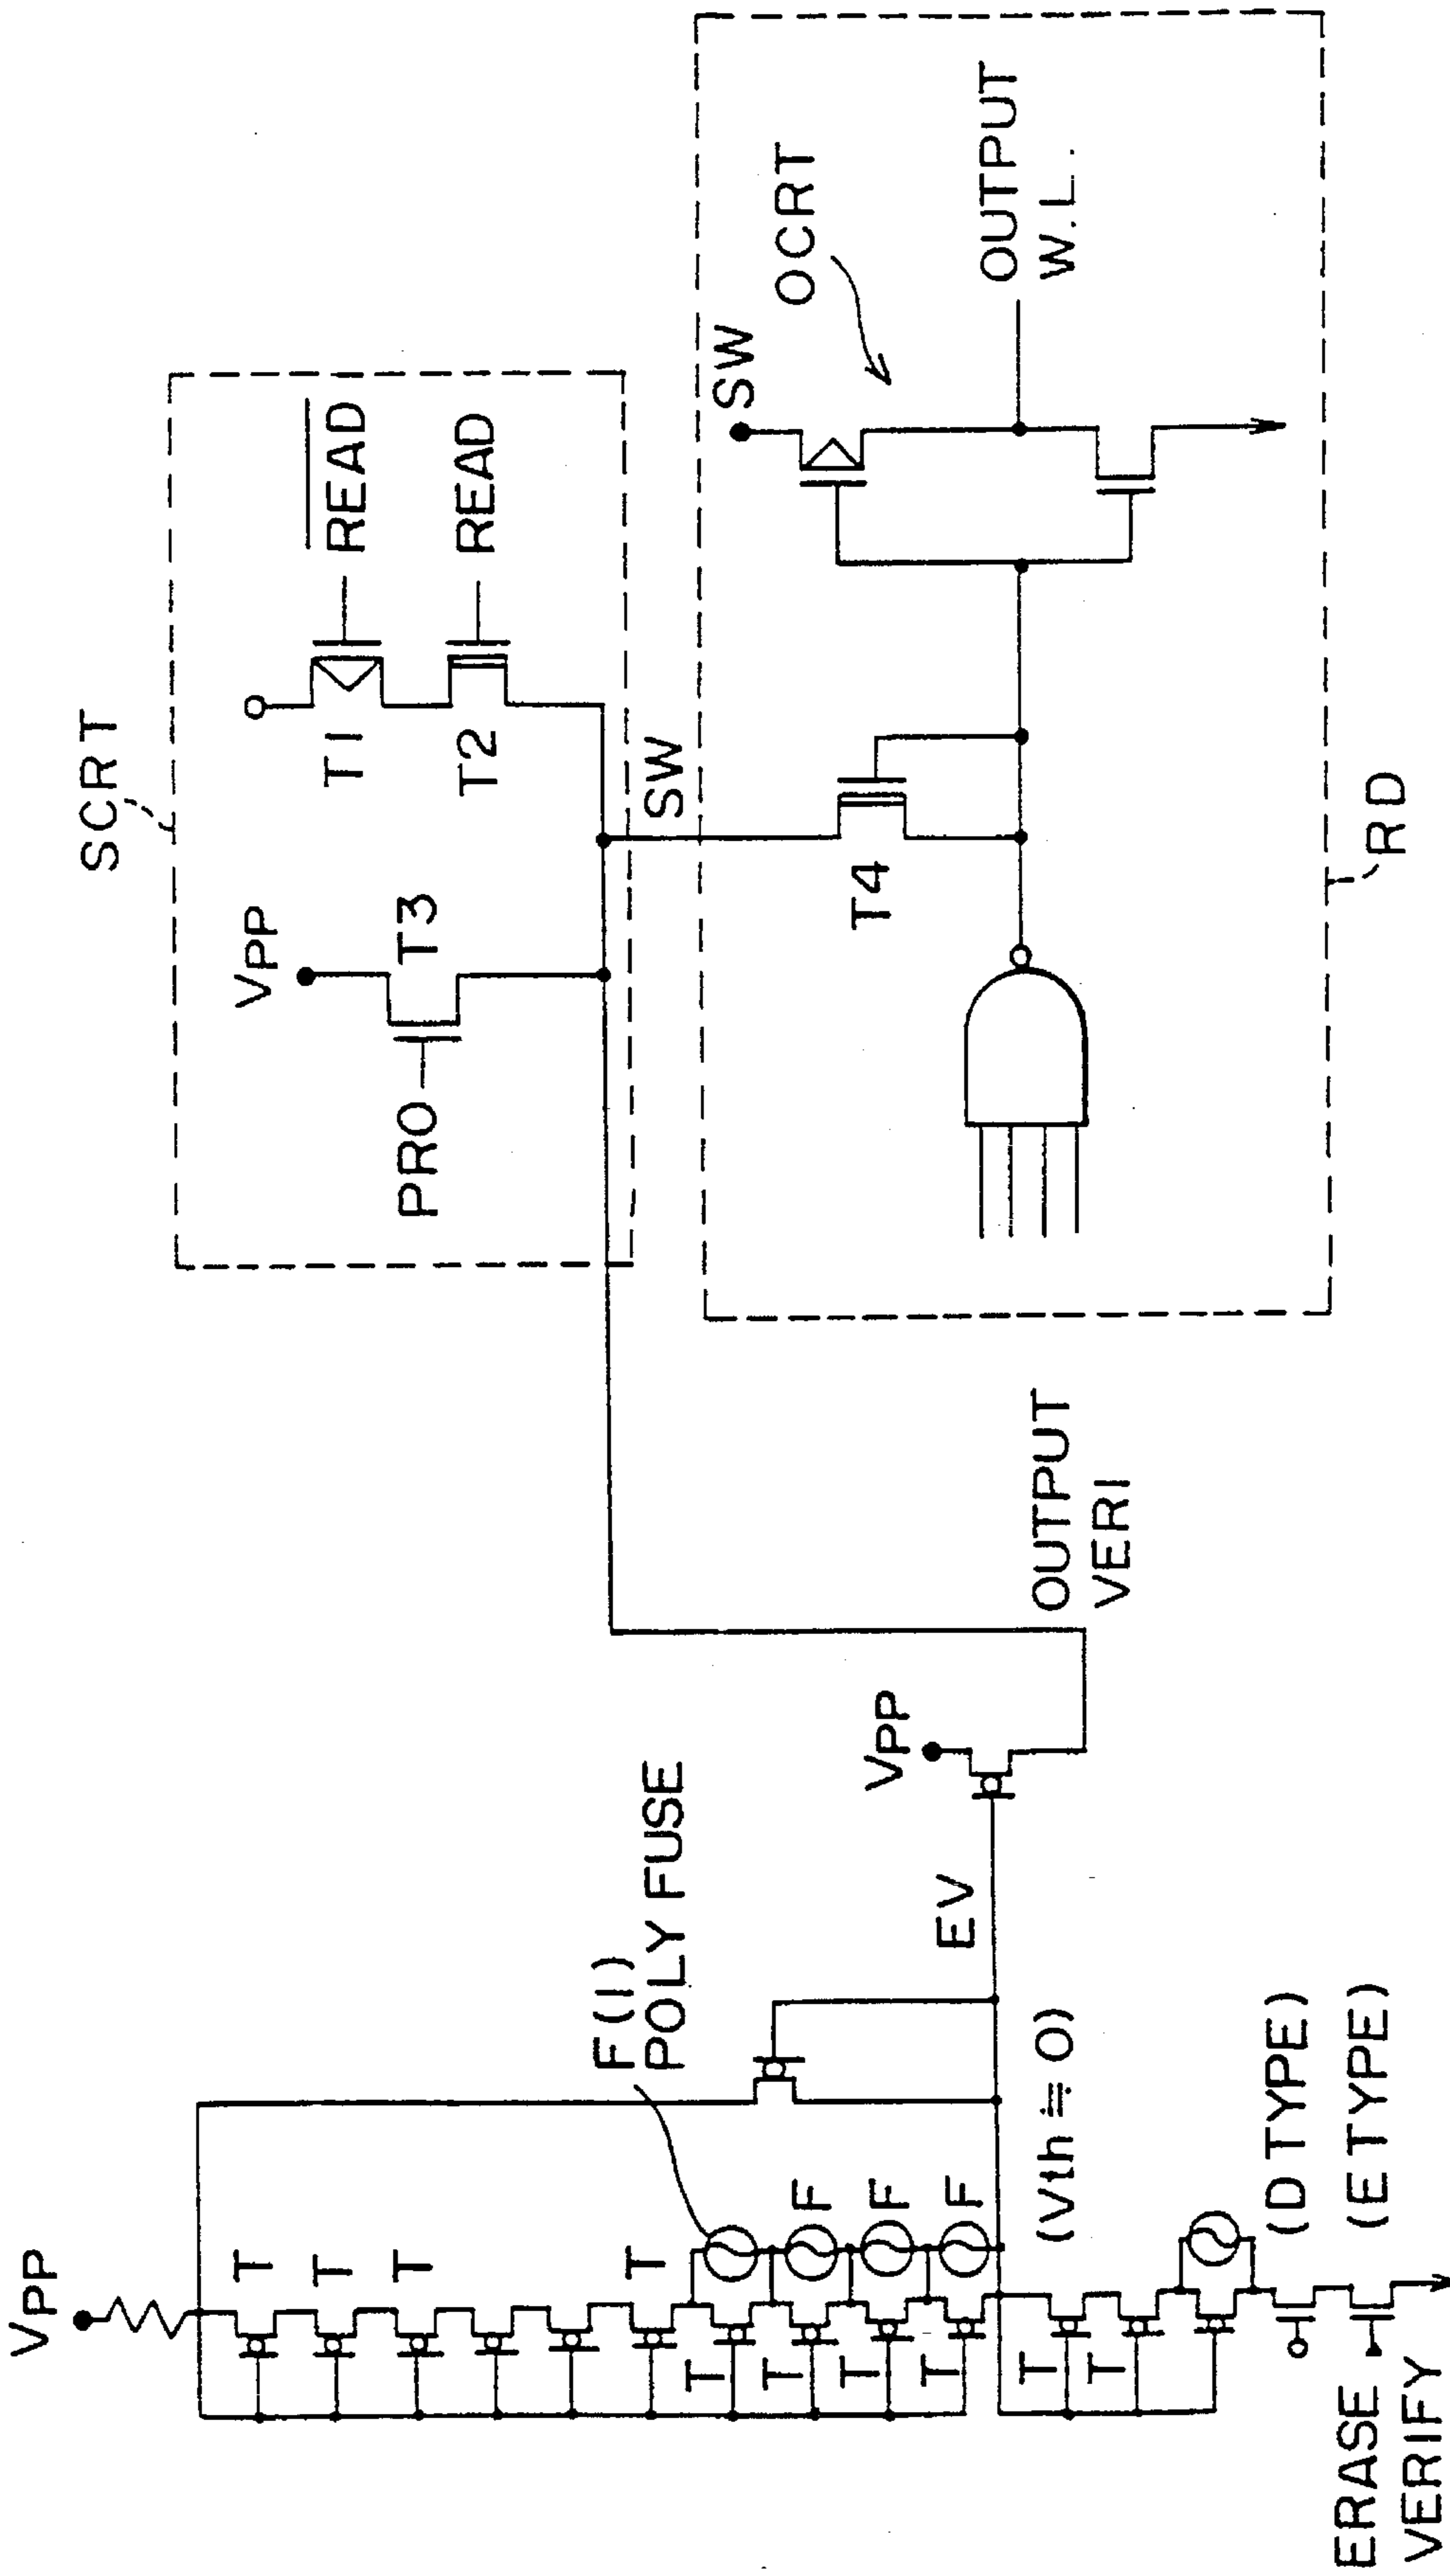 VPP
T
T
T
T
T
T
T
T
F(1)
POLY FUSE
F
F
F
(Vth≒0)
T
T
(D TYPE)
(E TYPE)
ERASE
VERIFY
EV
VPP
OUTPUT
VERI
SCRT
VPP
PRO
T3
T1
READ
T2
READ
SW
T4
SW
OCRT
OUTPUT
W.L.
RD